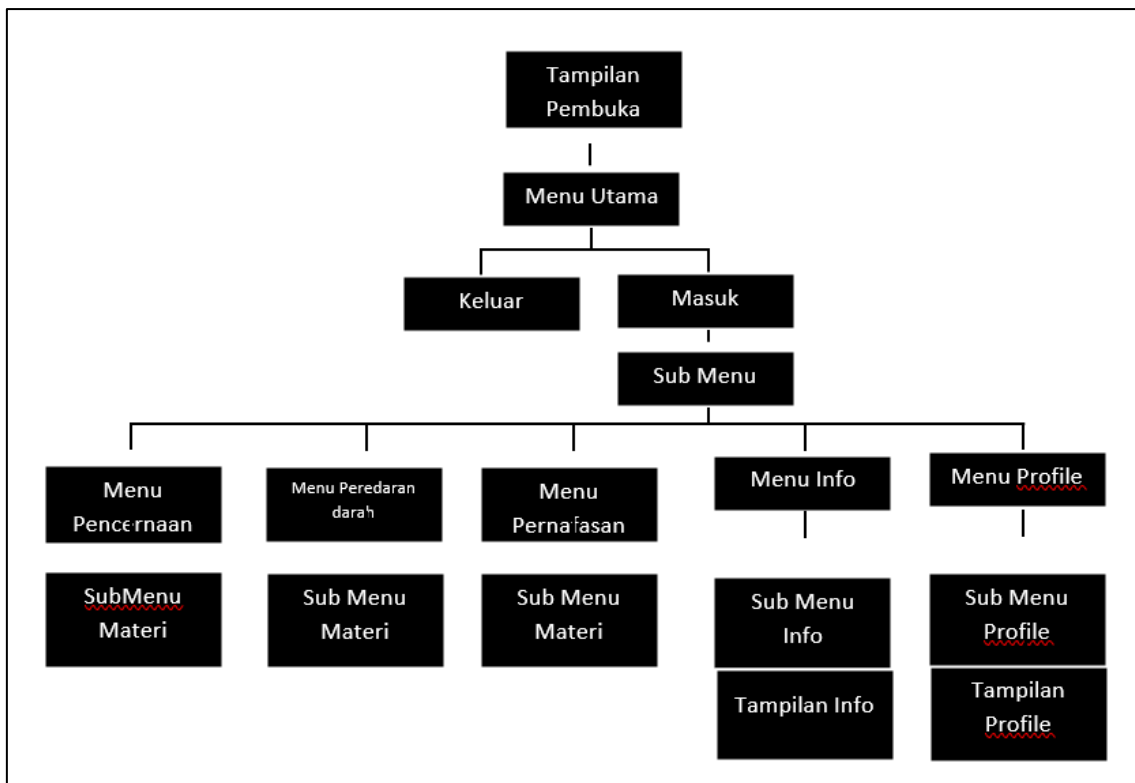 Tampilan
Pembuka
Menu Utama
Keluar
Masuk
Sub Menu
Menu
Pencernaan
Menu Peredaran
darah
Menu
Pernafasan
Menu Info
Menu Profile
SubMenu
Materi
Sub Menu
Materi
Sub Menu
Materi
Sub Menu
Info
Sub Menu
Profile
Tampilan Info
Tampilan
Profile